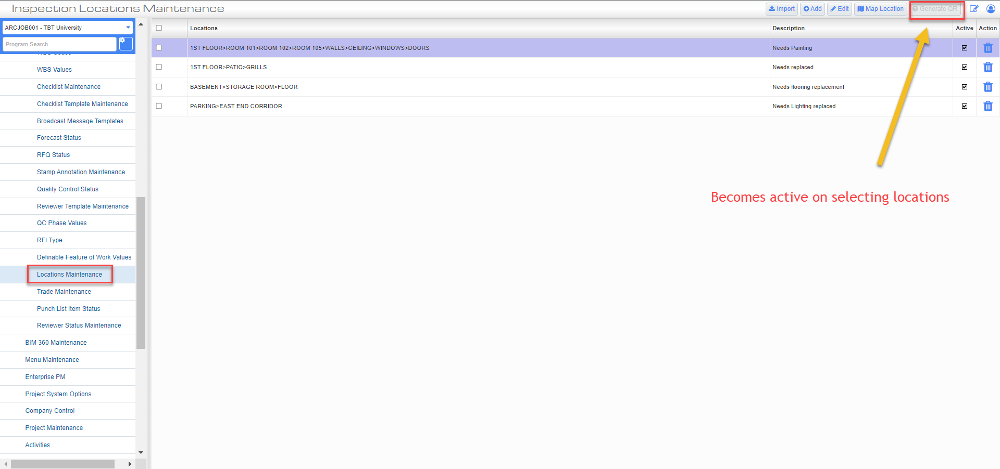 Inspection Locations Maintenance
Import
Add
Edit
Map Location
Generate QR
ARCJOB001 - TBT University
Program Search...
WBS Values
Checklist Maintenance
Checklist Template Maintenance
Broadcast Message Templates
Forecast Status
RFQ Status
Stamp Annotation Maintenance
Quality Control Status
Reviewer Template Maintenance
QC Phase Values
RFI Type
Definable Feature of Work Values
Locations Maintenance
Trade Maintenance
Punch List Item Status
Reviewer Status Maintenance
BIM 360 Maintenance
Menu Maintenance
Enterprise PM
Project System Options
Company Control
Project Maintenance
Activities
Locations Description Active Action
1ST FLOOR>ROOM 101>ROOM 102>ROOM 105>WALLS>CEILING>WINDOWS>DOORS Needs Painting
1ST FLOOR>PATIO>GRILLS Needs replaced
BASEMENT>STORAGE ROOM>FLOOR Needs flooring replacement
PARKING>EAST END CORRIDOR Needs Lighting replaced
Becomes active on selecting locations